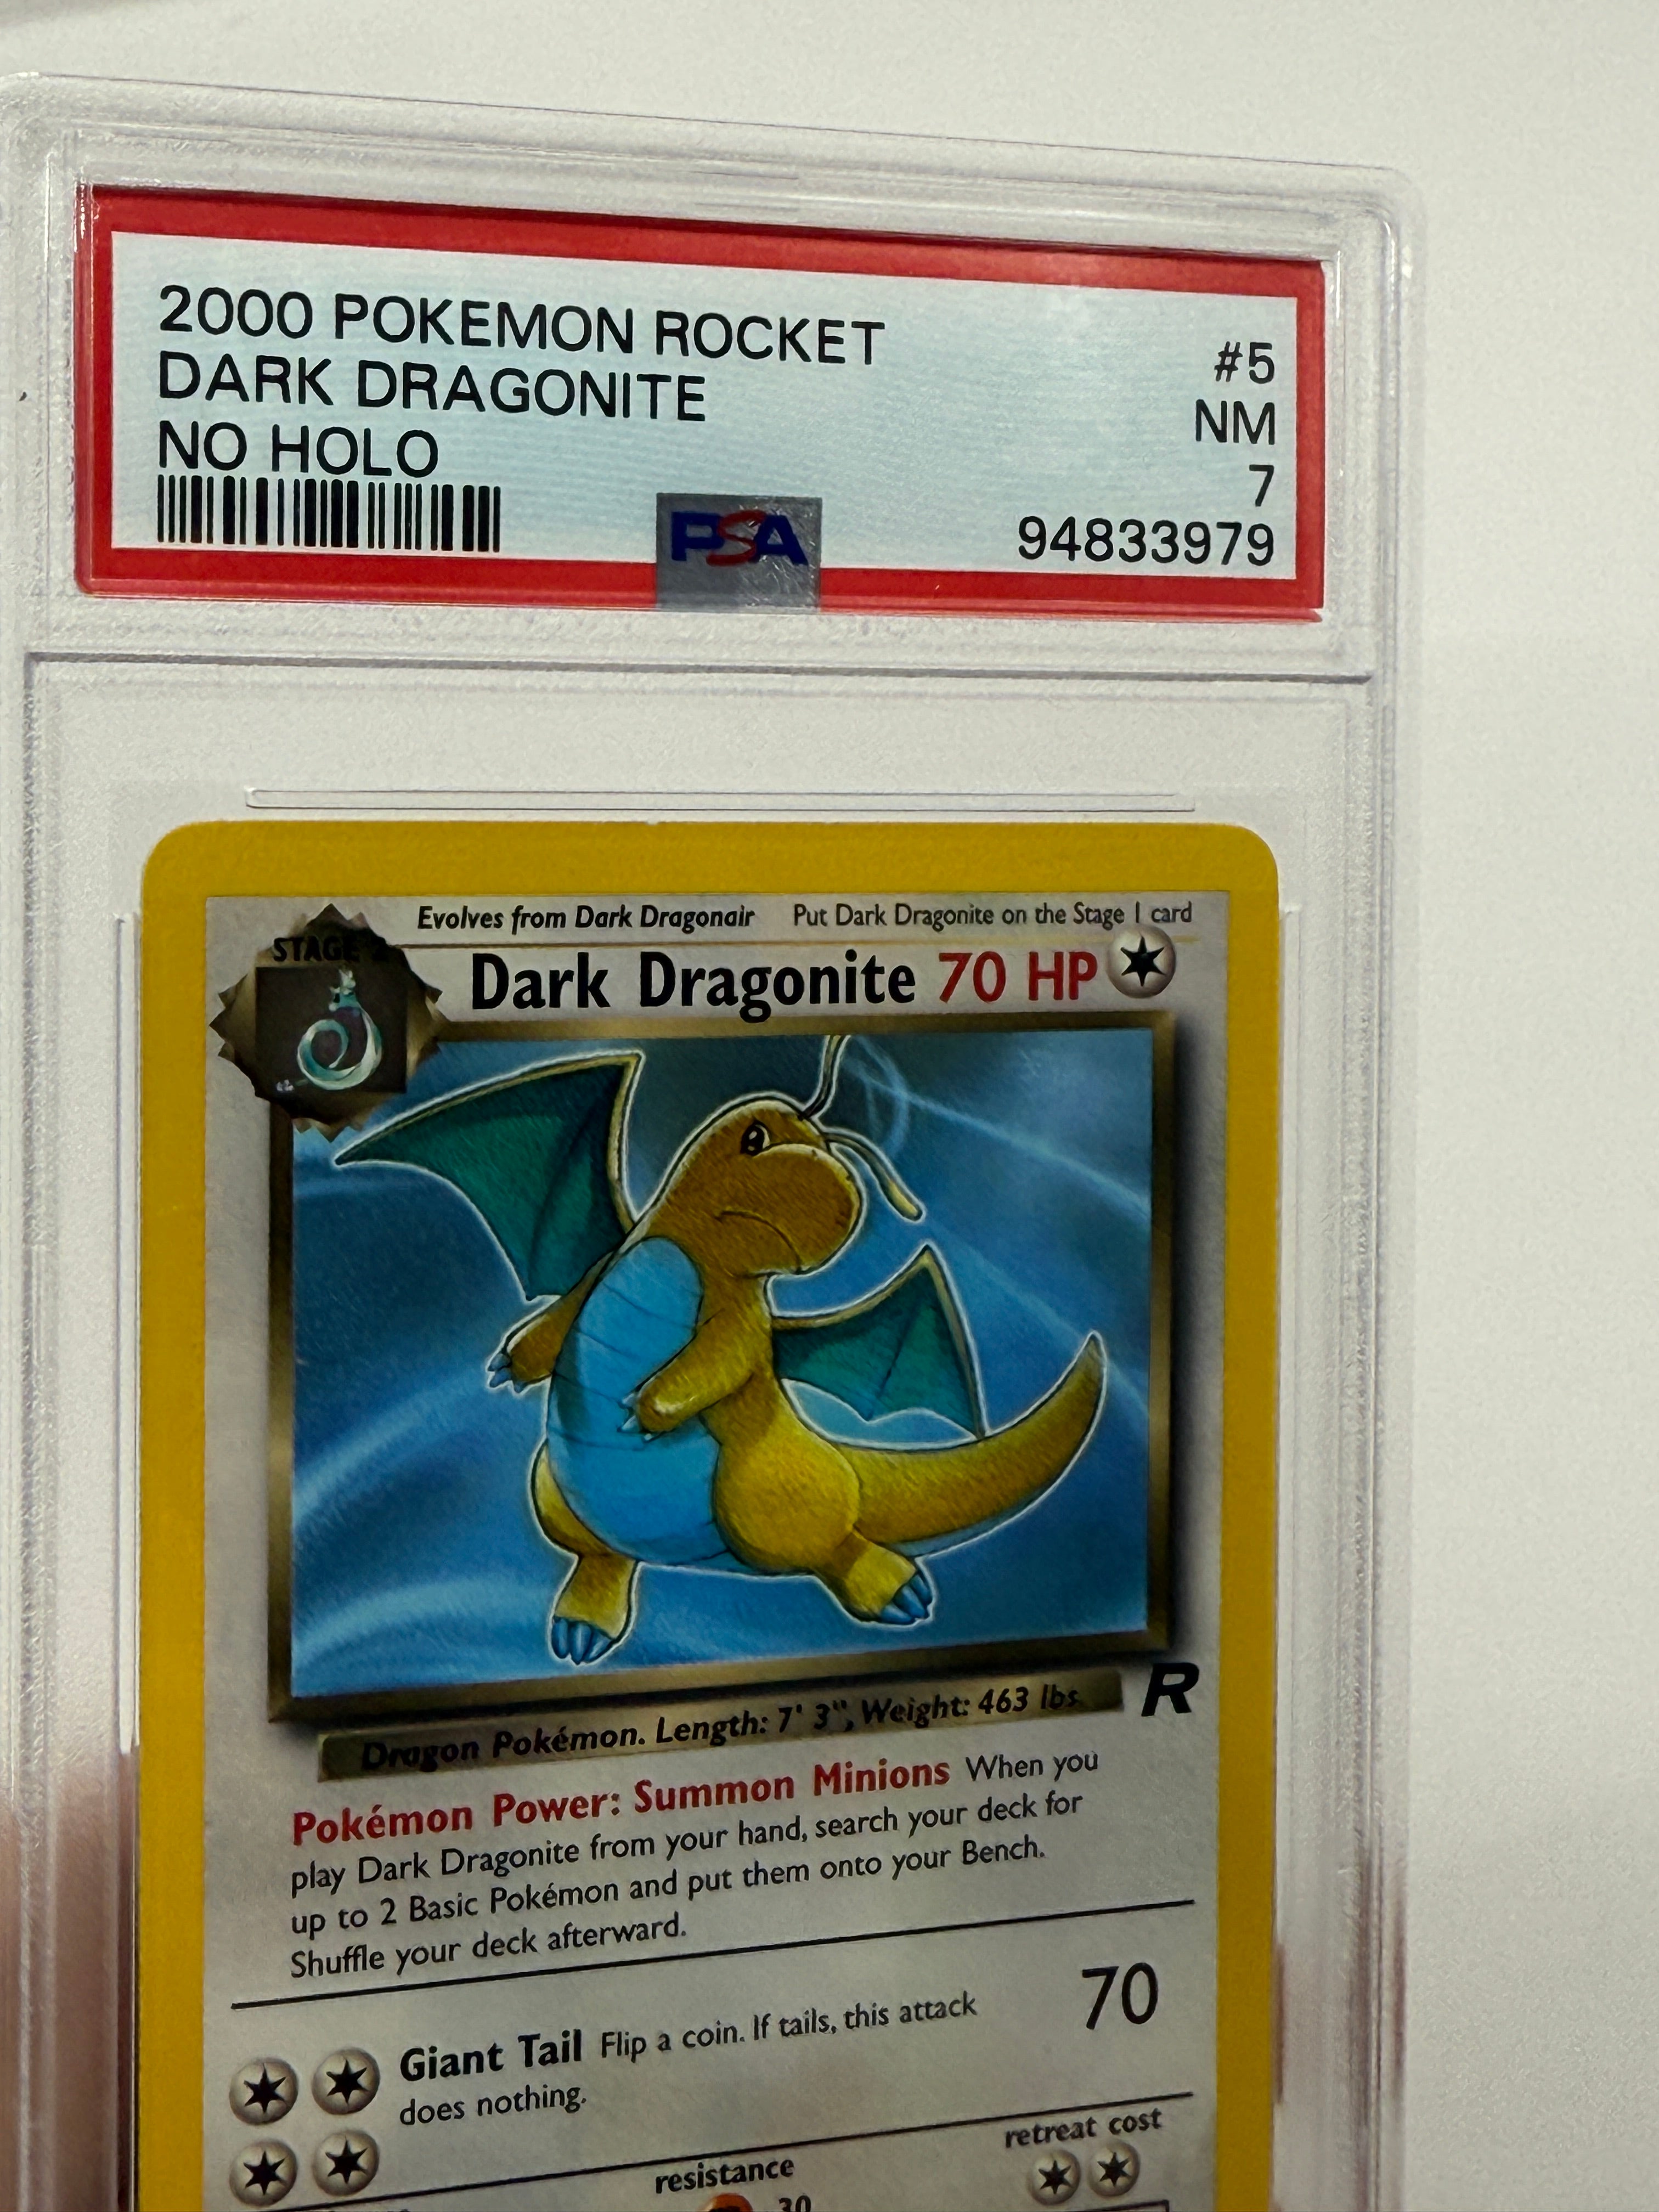 2000 POKEMON ROCKET
#5
DARK DRAGONITE
NM
NO HOLO
7
PSA
94833979
Evolves from Dark Dragonair Put Dark Dragonite on the Stage 1 card
STAGE 2
Dark Dragonite 70 HP
Dragon Pokémon. Length: 7' 3", Weight: 463 lbs.
R
Pokémon Power: Summon Minions When you
play Dark Dragonite from your hand, search your deck for
up to 2 Basic Pokémon and put them onto your Bench.
Shuffle your deck afterward.
Giant Tail Flip a coin. If tails, this attack
does nothing.
70
resistance
retreat cost
30